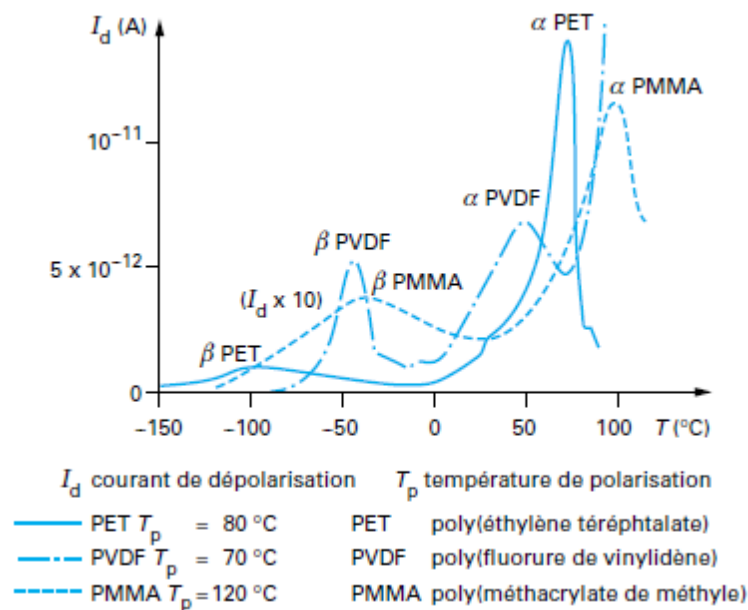 I_d (A)
α PET
α PMMA
10⁻¹¹
α PVDF
β PVDF
5 x 10⁻¹²
β PMMA
(I_d x 10)
β PET
0
−150 −100 −50 0 50 100 T (°C)
I_d courant de dépolarisation T_p température de polarisation
PET T_p = 80 °C PET poly(éthylène téréphtalate)
PVDF T_p = 70 °C PVDF poly(fluorure de vinylidène)
PMMA T_p = 120 °C PMMA poly(méthacrylate de méthyle)